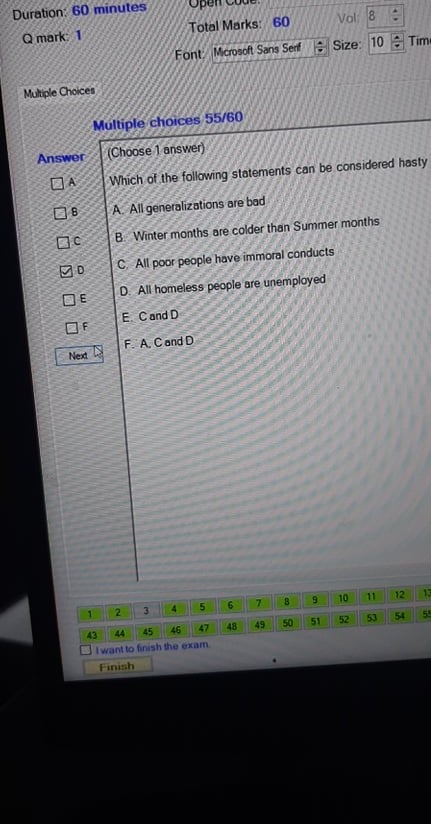 Duration: 60 minutes
Open Code:
Q mark: 1
Total Marks: 60
Vol: 8
Font: Microsoft Sans Serif
Size: 10
Multiple Choices
Multiple choices 55/60
Answer
(Choose 1 answer)
Which of the following statements can be considered hasty
A. All generalizations are bad
B. Winter months are colder than Summer months
C. All poor people have immoral conducts
D. All homeless people are unemployed
E. C and D
F. A, C and D
A
B
C
D
E
F
Next
1 2 3 4 5 6 7 8 9 10 11 12 13
43 44 45 46 47 48 49 50 51 52 53 54 55
I want to finish the exam.
Finish